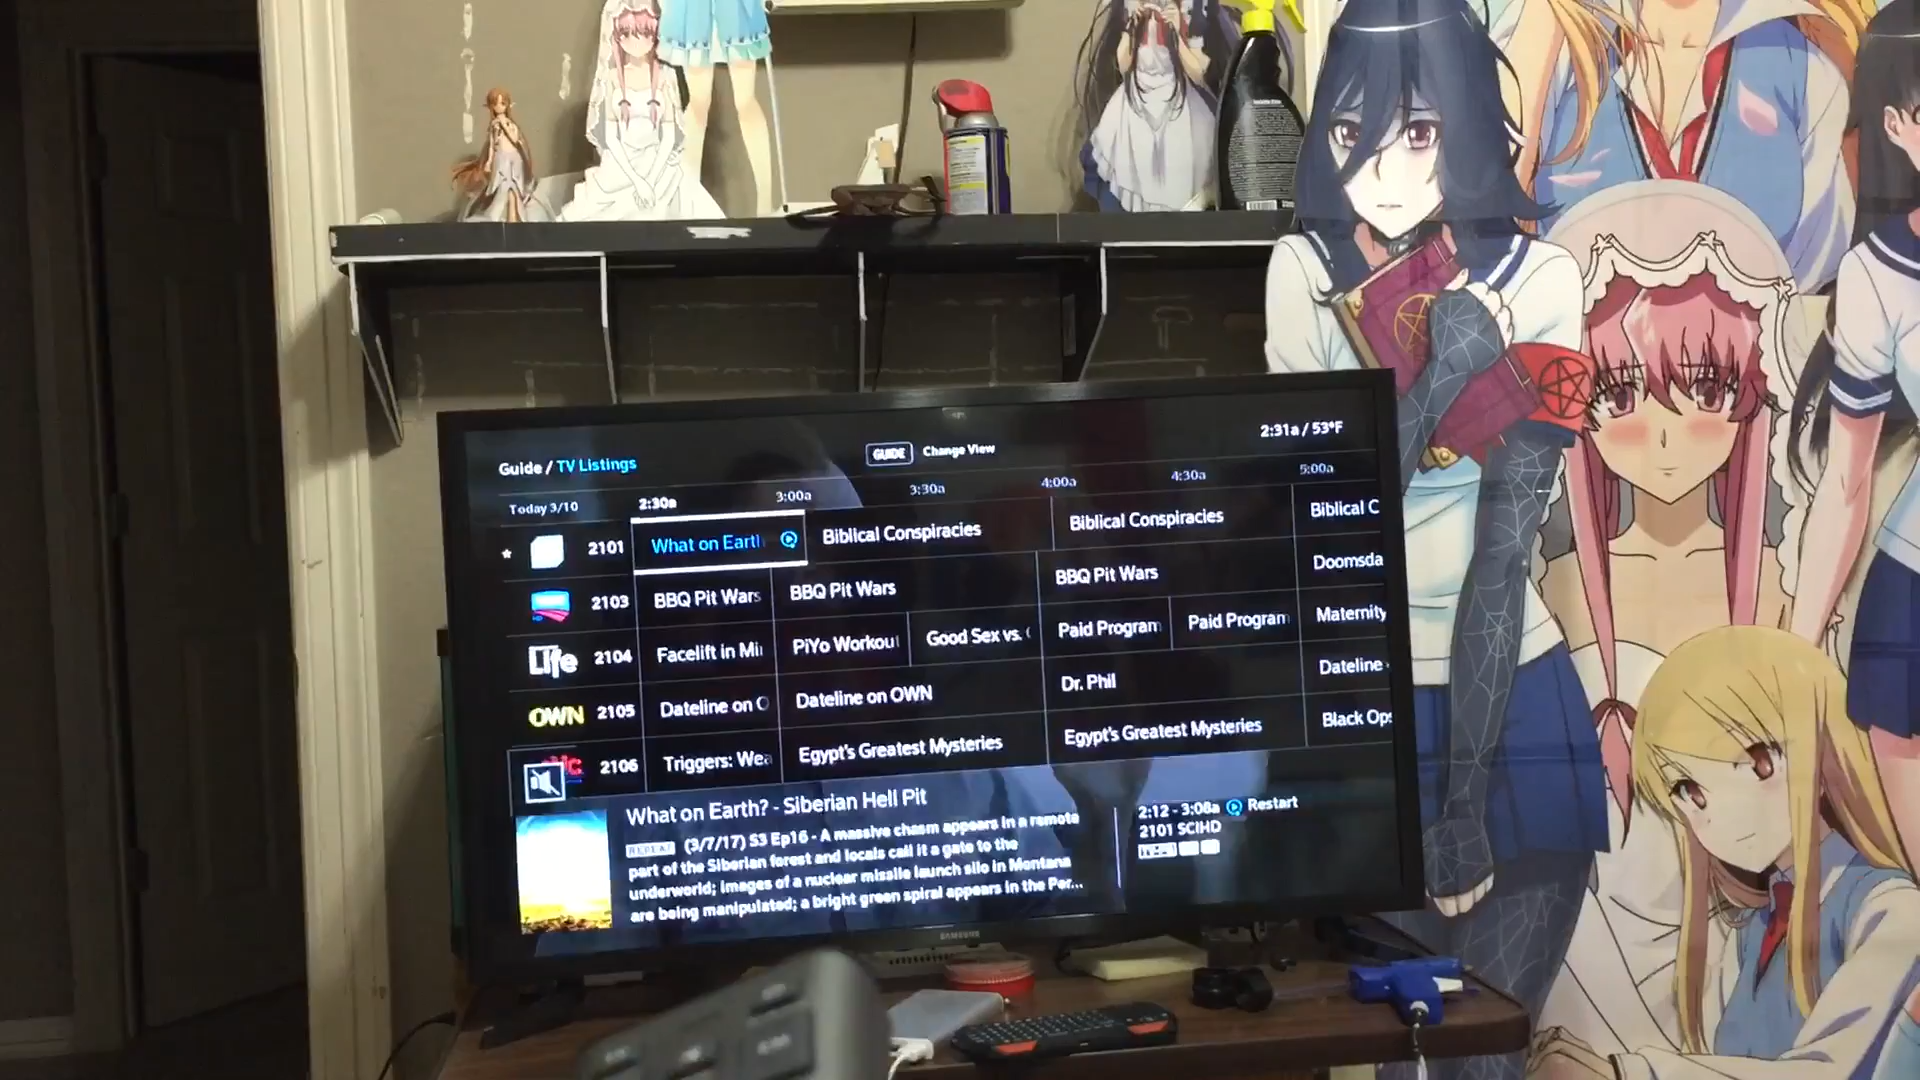 2:31a / 53°F
GUIDE Change View
Guide / TV Listings
Today 3/10 2:30a 3:00a 3:30a 4:00a 4:30a 5:00a
2101 What on Earth Biblical Conspiracies Biblical Conspiracies Biblical C
2103 BBQ Pit Wars BBQ Pit Wars BBQ Pit Wars Doomsda
Life 2104 Facelift in Mi PiYo Workout Good Sex vs. Paid Program Paid Program Maternity
OWN 2105 Dateline on O Dateline on OWN Dr. Phil Dateline
2106 Triggers: Wea Egypt's Greatest Mysteries Egypt's Greatest Mysteries Black Ops
What on Earth? - Siberian Hell Pit
REPEAT (3/7/17) S3 Ep16 - A massive chasm appears in a remote
part of the Siberian forest and locals call it a gate to the
underworld; images of a nuclear missile launch silo in Montana
are being manipulated; a bright green spiral appears in the Per...
2:12 - 3:08a Restart
2101 SCIHD
SAMSUNG